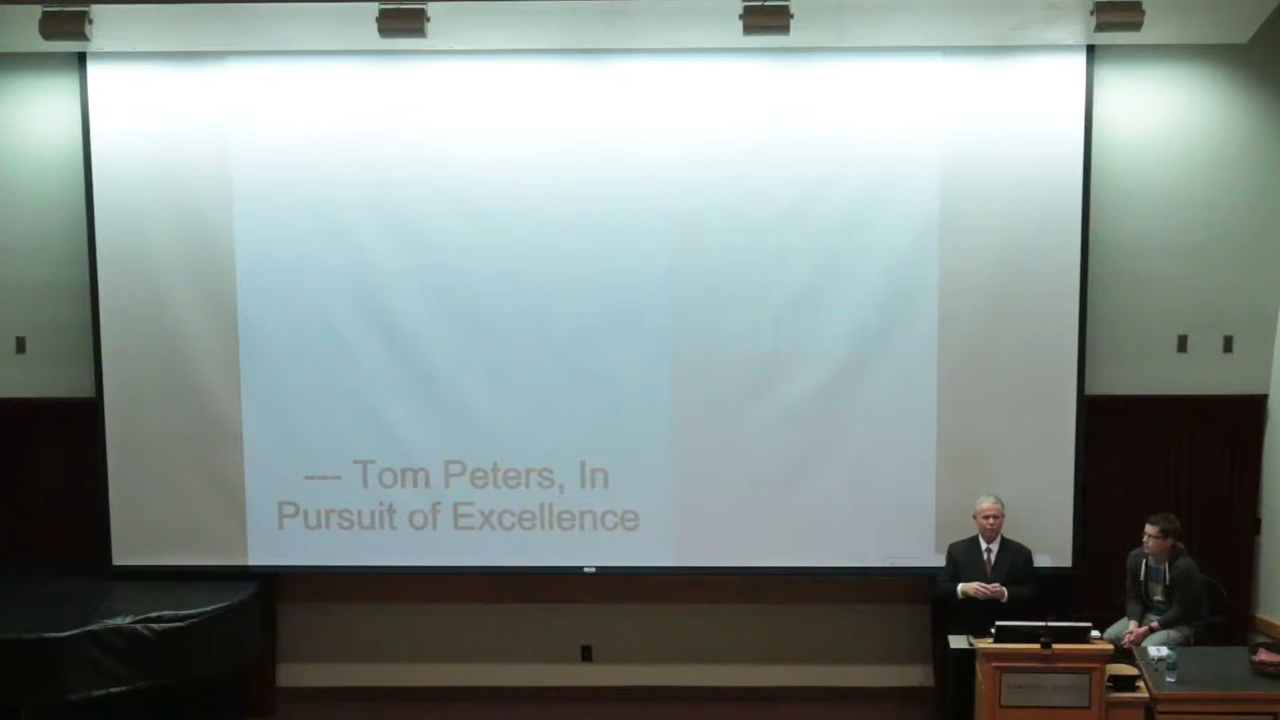 — Tom Peters, In
Pursuit of Excellence